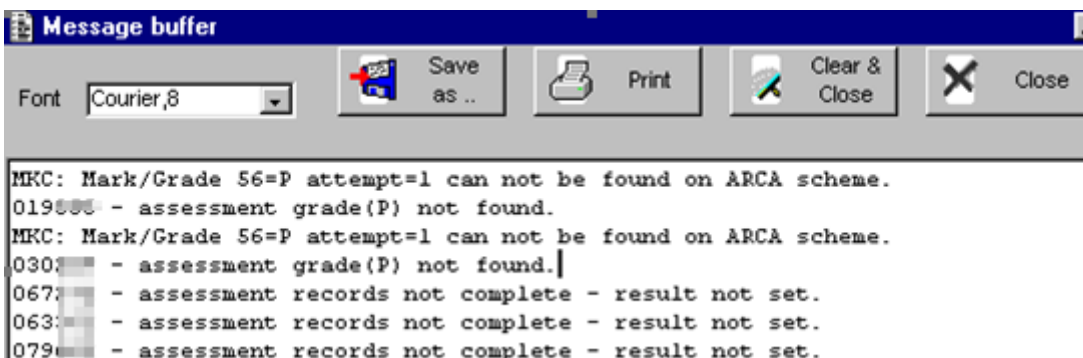 Message buffer
Font Courier,8 Save as .. Print Clear & Close Close
MKC: Mark/Grade 56=P attempt=1 can not be found on ARCA scheme.
- assessment grade(P) not found.
MKC: Mark/Grade 56=P attempt=1 can not be found on ARCA scheme.
- assessment grade(P) not found.
- assessment records not complete - result not set.
- assessment records not complete - result not set.
- assessment records not complete - result not set.